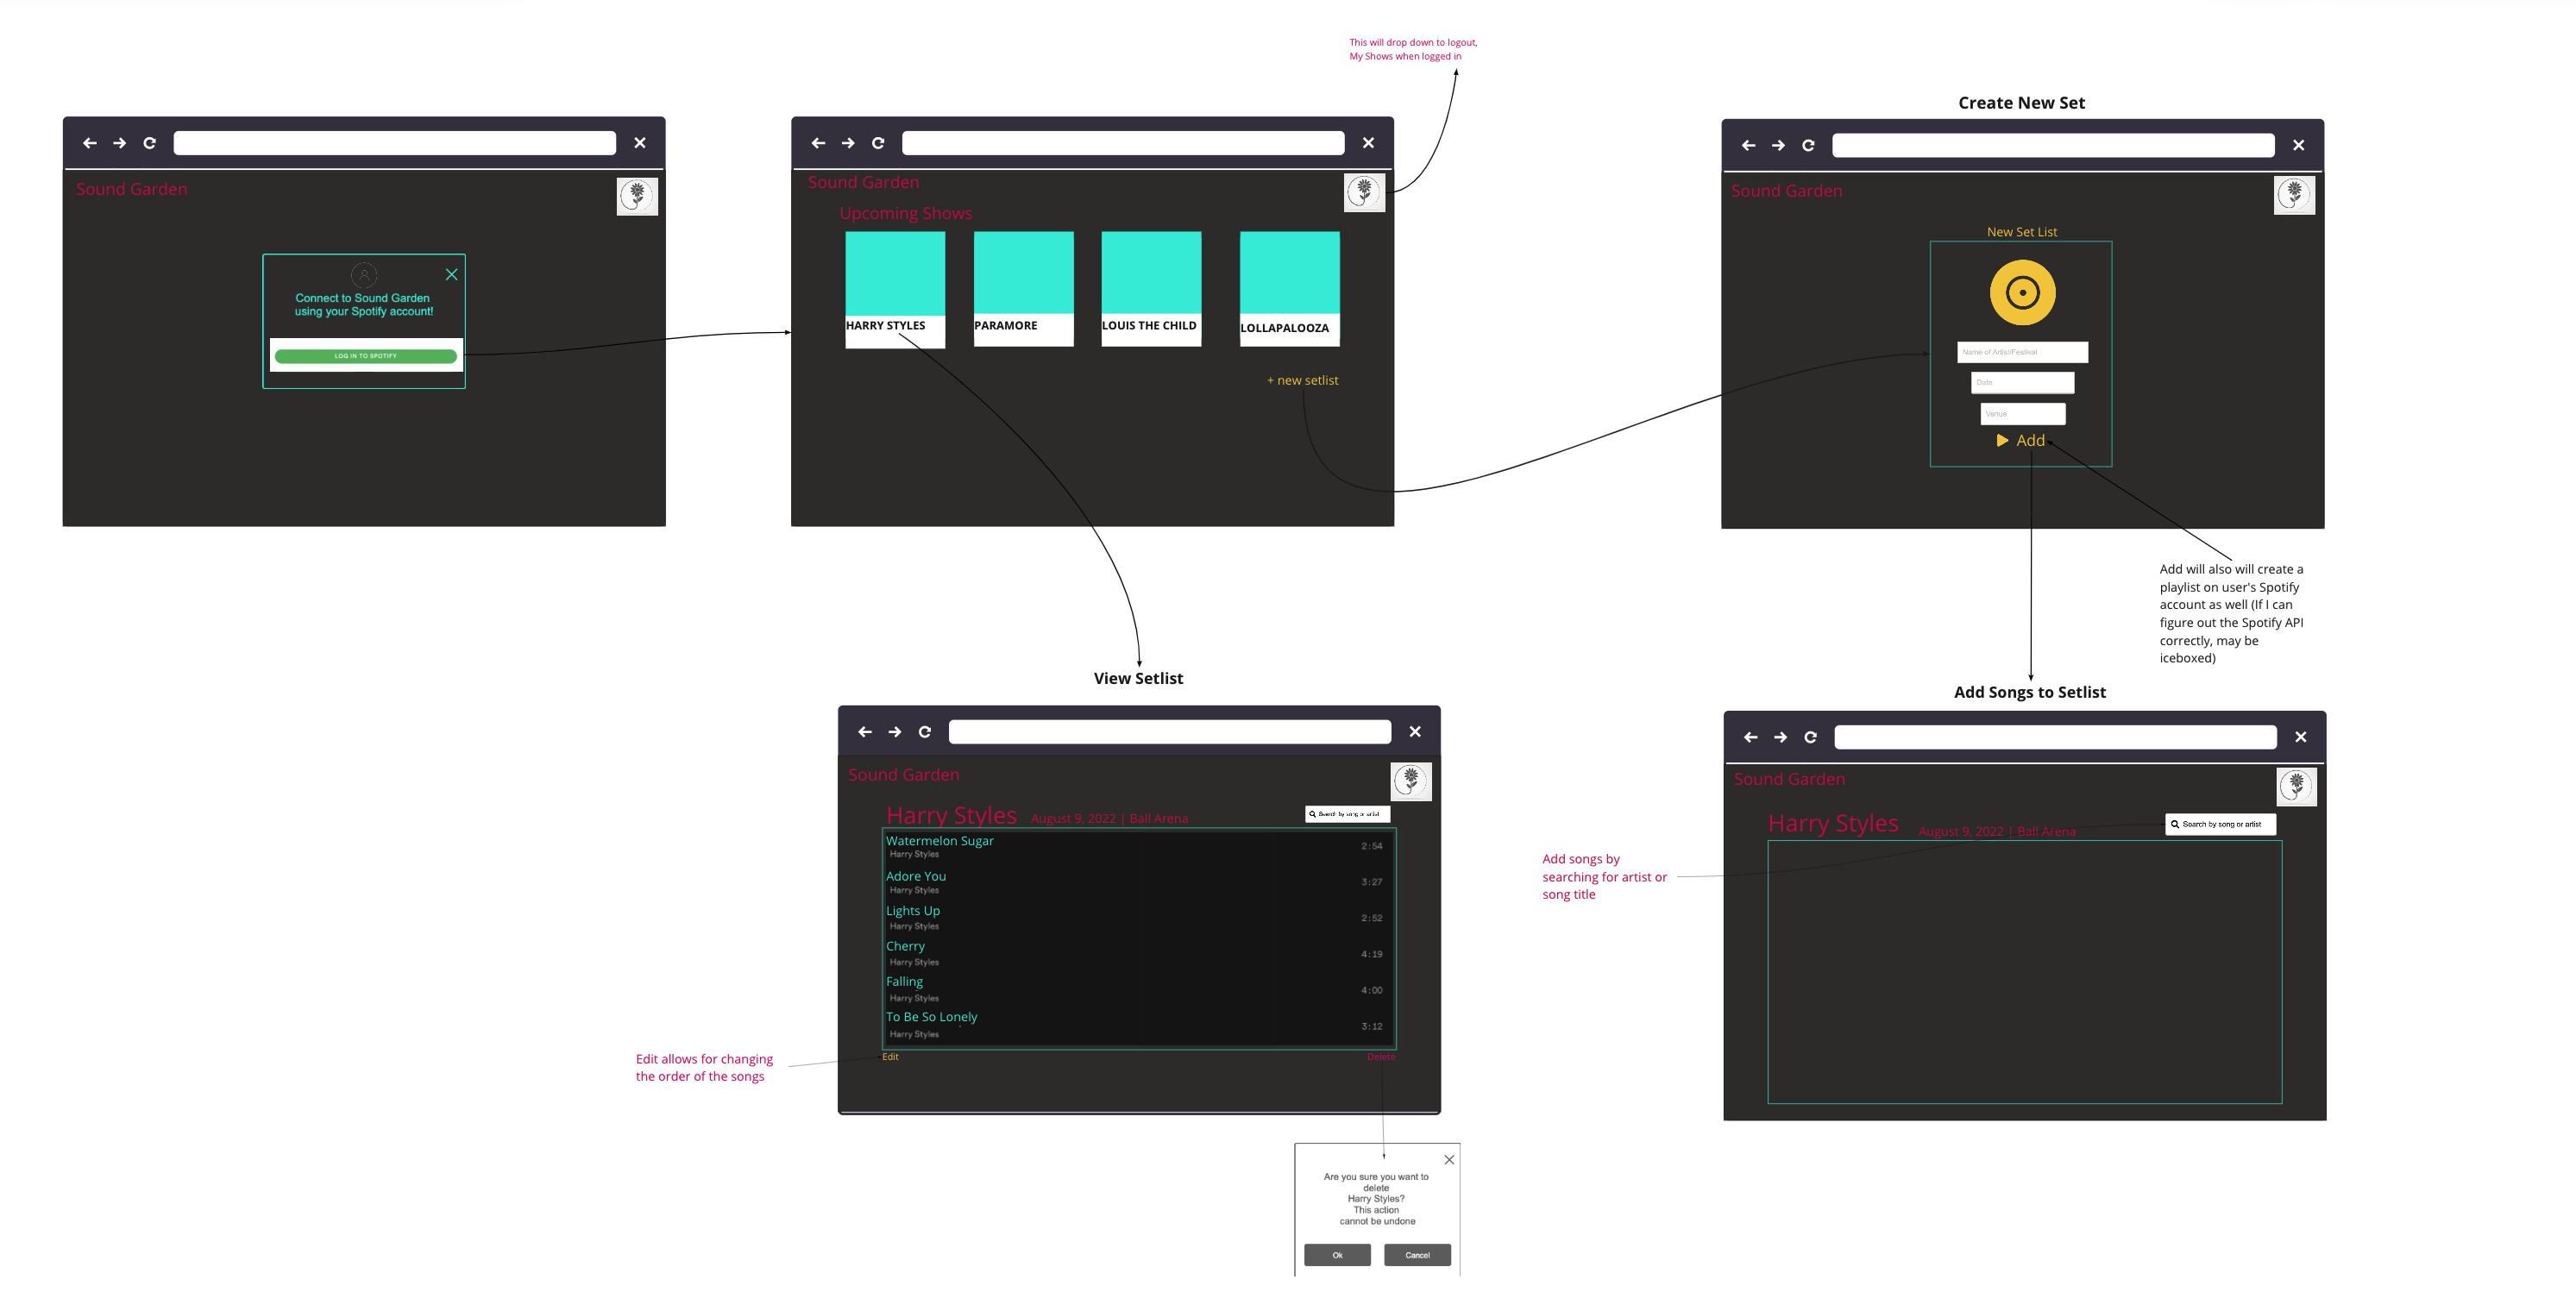 This will drop down to logout,
My Shows when logged in
Sound Garden
Connect to Sound Garden
using your Spotify account!
LOG IN TO SPOTIFY
Sound Garden
Upcoming Shows
HARRY STYLES
PARAMORE
LOUIS THE CHILD
LOLLAPALOOZA
+ new setlist
Create New Set
Sound Garden
New Set List
Name of Artist/Festival
Date
Venue
Add
Add will also will create a
playlist on user's Spotify
account as well (If I can
figure out the Spotify API
correctly, may be
iceboxed)
View Setlist
Sound Garden
Harry Styles August 9, 2022 | Ball Arena
Search by song or artist
Watermelon Sugar
Harry Styles
2:54
Adore You
Harry Styles
3:27
Lights Up
Harry Styles
2:52
Cherry
Harry Styles
4:19
Falling
Harry Styles
4:00
To Be So Lonely
Harry Styles
3:12
Edit
Delete
Edit allows for changing
the order of the songs
Are you sure you want to
delete
Harry Styles?
This action
cannot be undone
Ok
Cancel
Add Songs to Setlist
Sound Garden
Harry Styles August 9, 2022 | Ball Arena
Search by song or artist
Add songs by
searching for artist or
song title